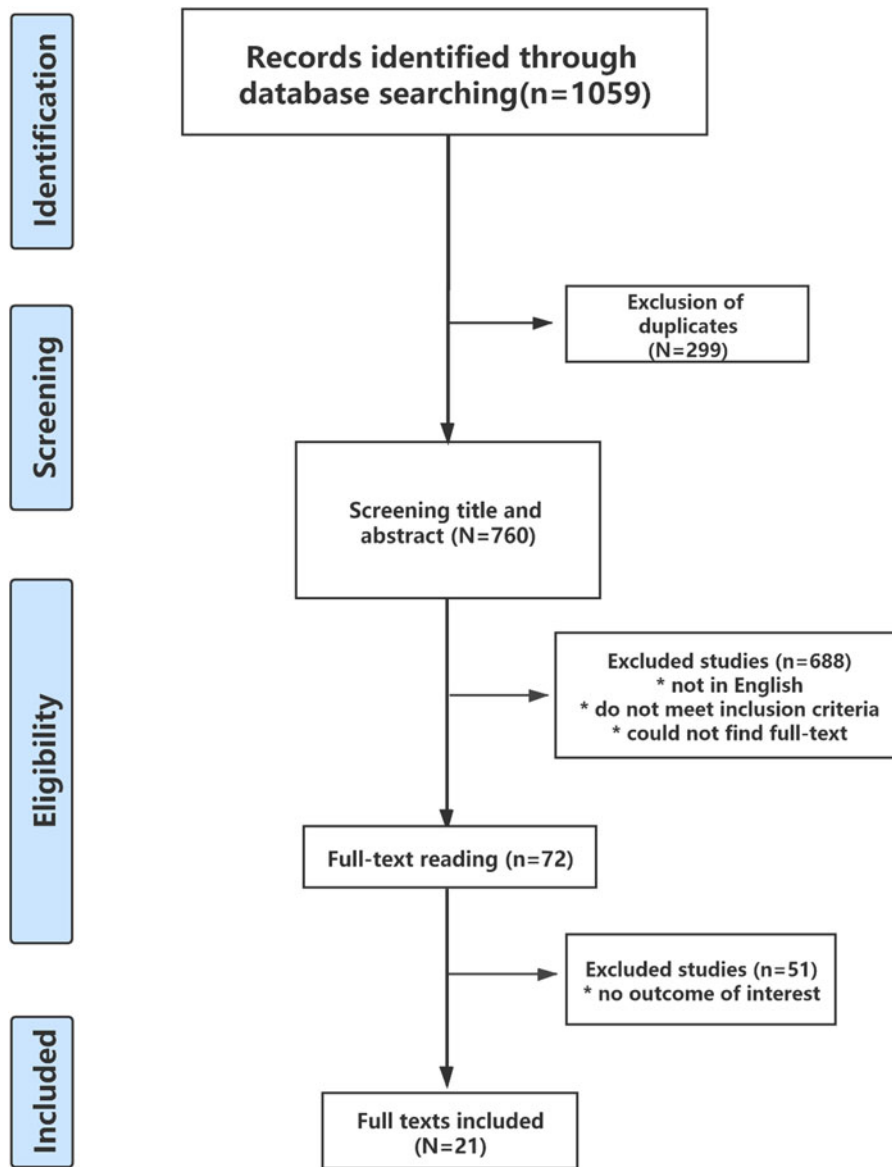 Identification
Records identified through
database searching(n=1059)
Screening
Exclusion of
duplicates
(N=299)
Screening title and
abstract (N=760)
Eligibility
Excluded studies (n=688)
* not in English
* do not meet inclusion criteria
* could not find full-text
Full-text reading (n=72)
Excluded studies (n=51)
* no outcome of interest
Included
Full texts included
(N=21)